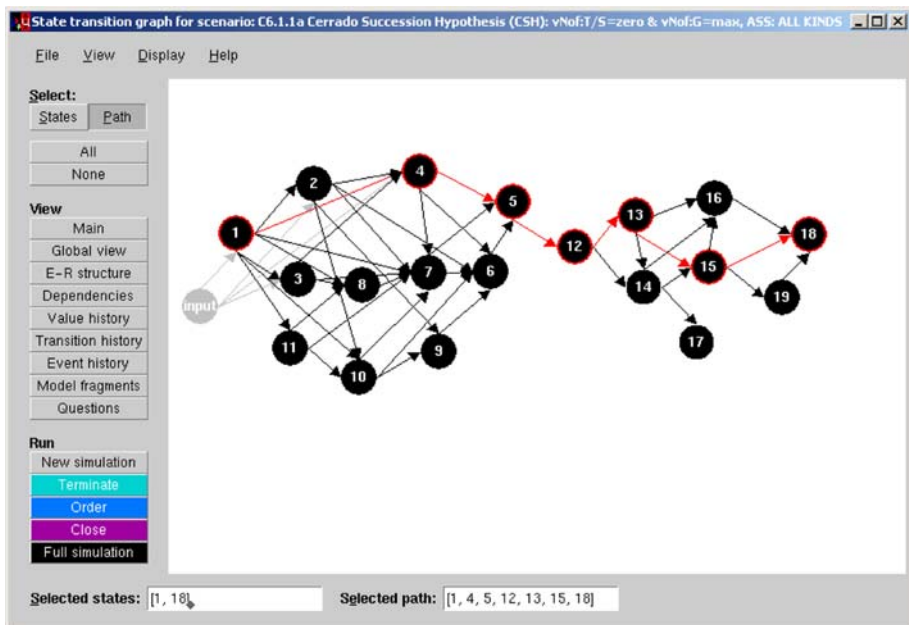 State transition graph for scenario: C6.1.1a Cerrado Succession Hypothesis (CSH): vNof:T/S=zero & vNof:G=max, ASS: ALL KINDS
File View Display Help
Select:
States Path
All
None
View
Main
Global view
E-R structure
Dependencies
Value history
Transition history
Event history
Model fragments
Questions
Run
New simulation
Terminate
Order
Close
Full simulation
4
2
16
5
13
1
18
12
7
6
15
3
8
14
19
input
11
17
9
10
Selected states: [1, 18] Selected path: [1, 4, 5, 12, 13, 15, 18]